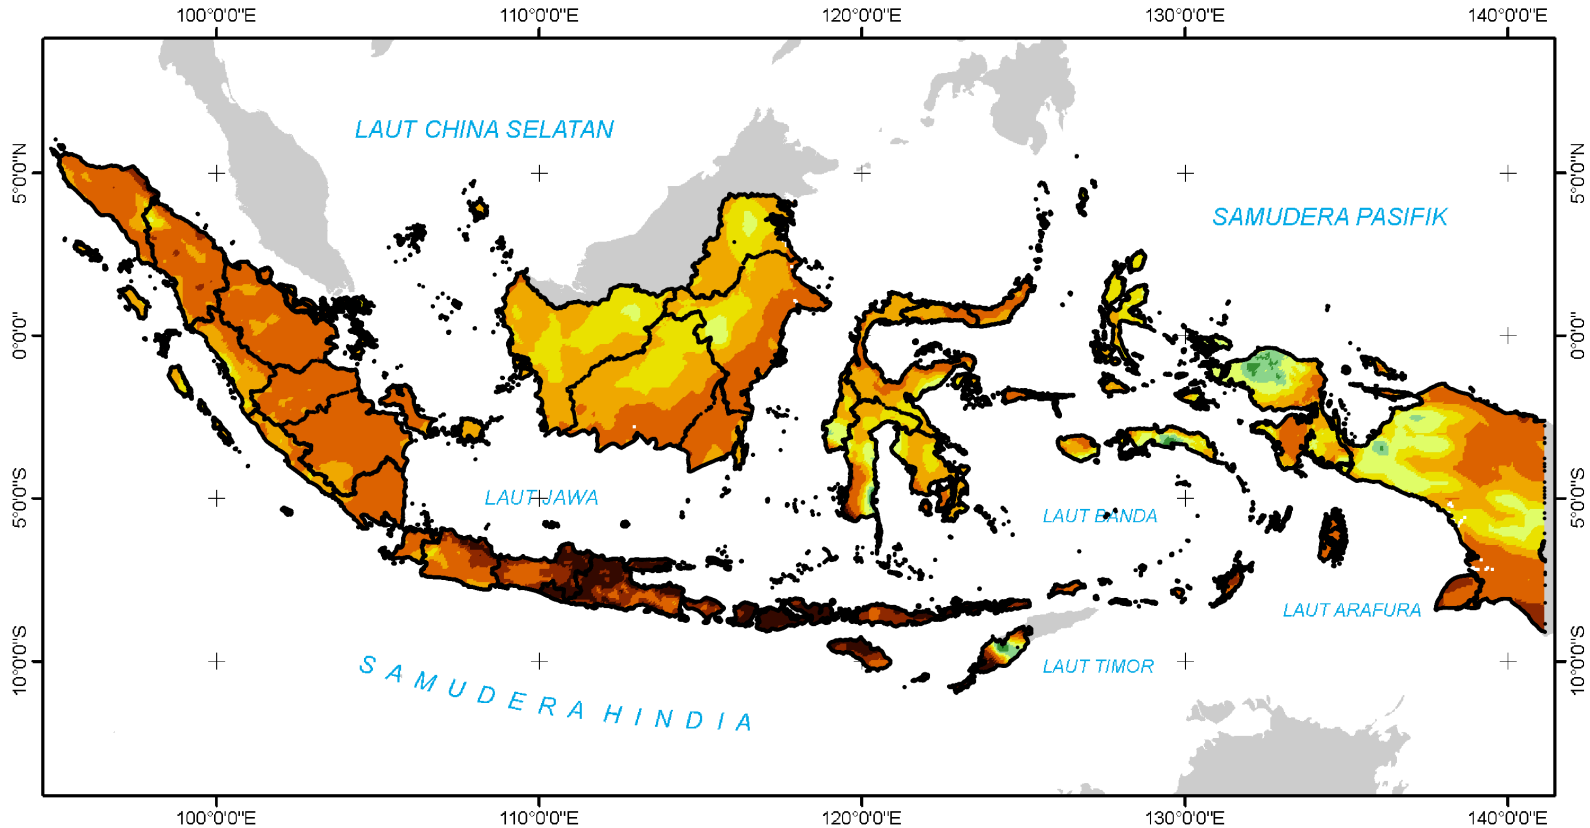 100°0'0"E 110°0'0"E 120°0'0"E 130°0'0"E 140°0'0"E
LAUT CHINA SELATAN
5°0'0"N 5°0'0"N
SAMUDERA PASIFIK
0°0'0" 0°0'0"
LAUT JAWA
5°0'0"S 5°0'0"S
LAUT BANDA
LAUT ARAFURA
10°0'0"S 10°0'0"S
LAUT TIMOR
SAMUDERA HINDIA
100°0'0"E 110°0'0"E 120°0'0"E 130°0'0"E 140°0'0"E